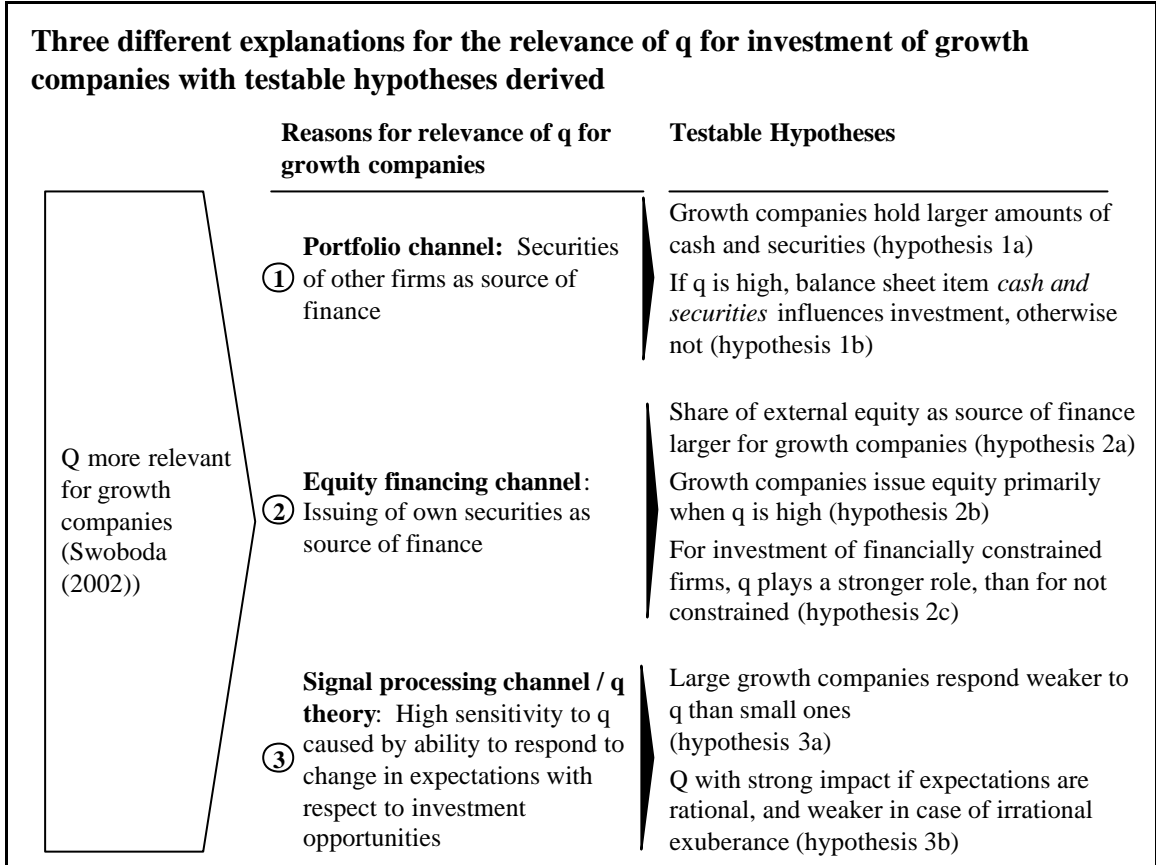 Three different explanations for the relevance of q for investment of growth
companies with testable hypotheses derived
Reasons for relevance of q for
growth companies
Testable Hypotheses
Q more relevant
for growth
companies
(Swoboda
(2002))
1
Portfolio channel: Securities
of other firms as source of
finance
Growth companies hold larger amounts of
cash and securities (hypothesis 1a)
If q is high, balance sheet item cash and
securities influences investment, otherwise
not (hypothesis 1b)
2
Equity financing channel:
Issuing of own securities as
source of finance
Share of external equity as source of finance
larger for growth companies (hypothesis 2a)
Growth companies issue equity primarily
when q is high (hypothesis 2b)
For investment of financially constrained
firms, q plays a stronger role, than for not
constrained (hypothesis 2c)
3
Signal processing channel / q
theory: High sensitivity to q
caused by ability to respond to
change in expectations with
respect to investment
opportunities
Large growth companies respond weaker to
q than small ones
(hypothesis 3a)
Q with strong impact if expectations are
rational, and weaker in case of irrational
exuberance (hypothesis 3b)